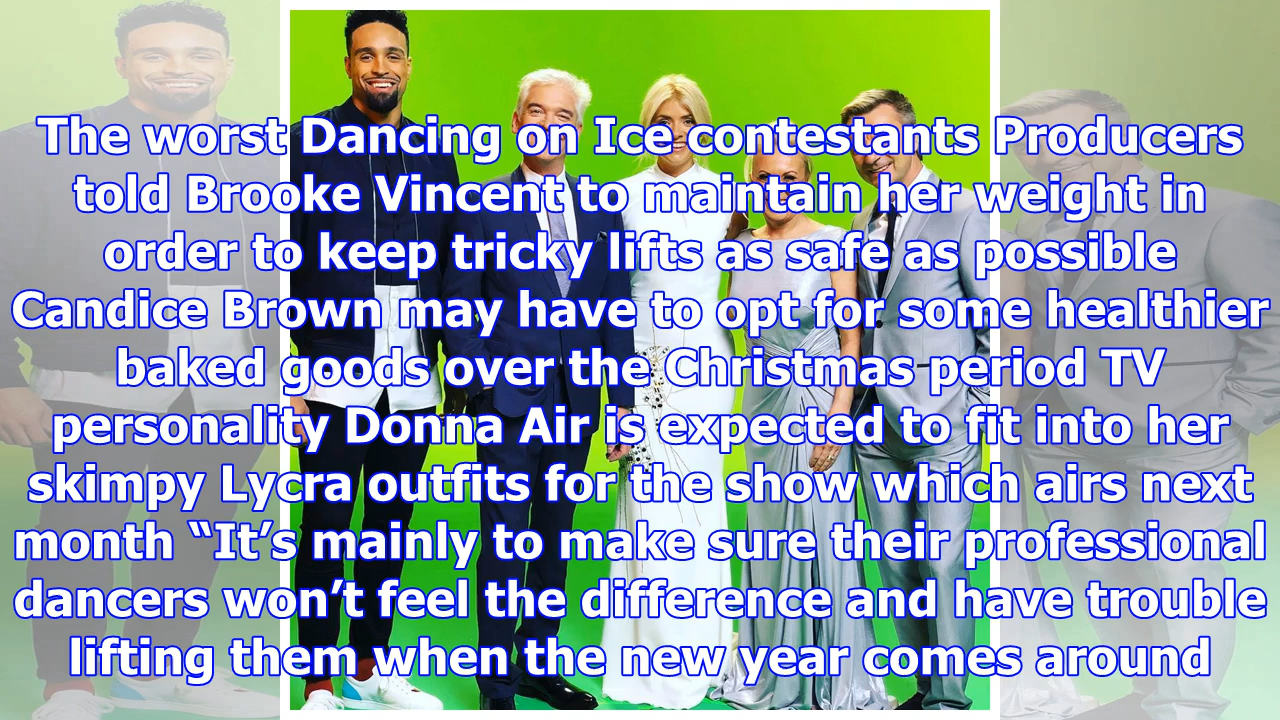 The worst Dancing on Ice contestants Producers
told Brooke Vincent to maintain her weight in
order to keep tricky lifts as safe as possible
Candice Brown may have to opt for some healthier
baked goods over the Christmas period TV
personality Donna Air is expected to fit into her
skimpy Lycra outfits for the show which airs next
month “It’s mainly to make sure their professional
dancers won’t feel the difference and have trouble
lifting them when the new year comes around